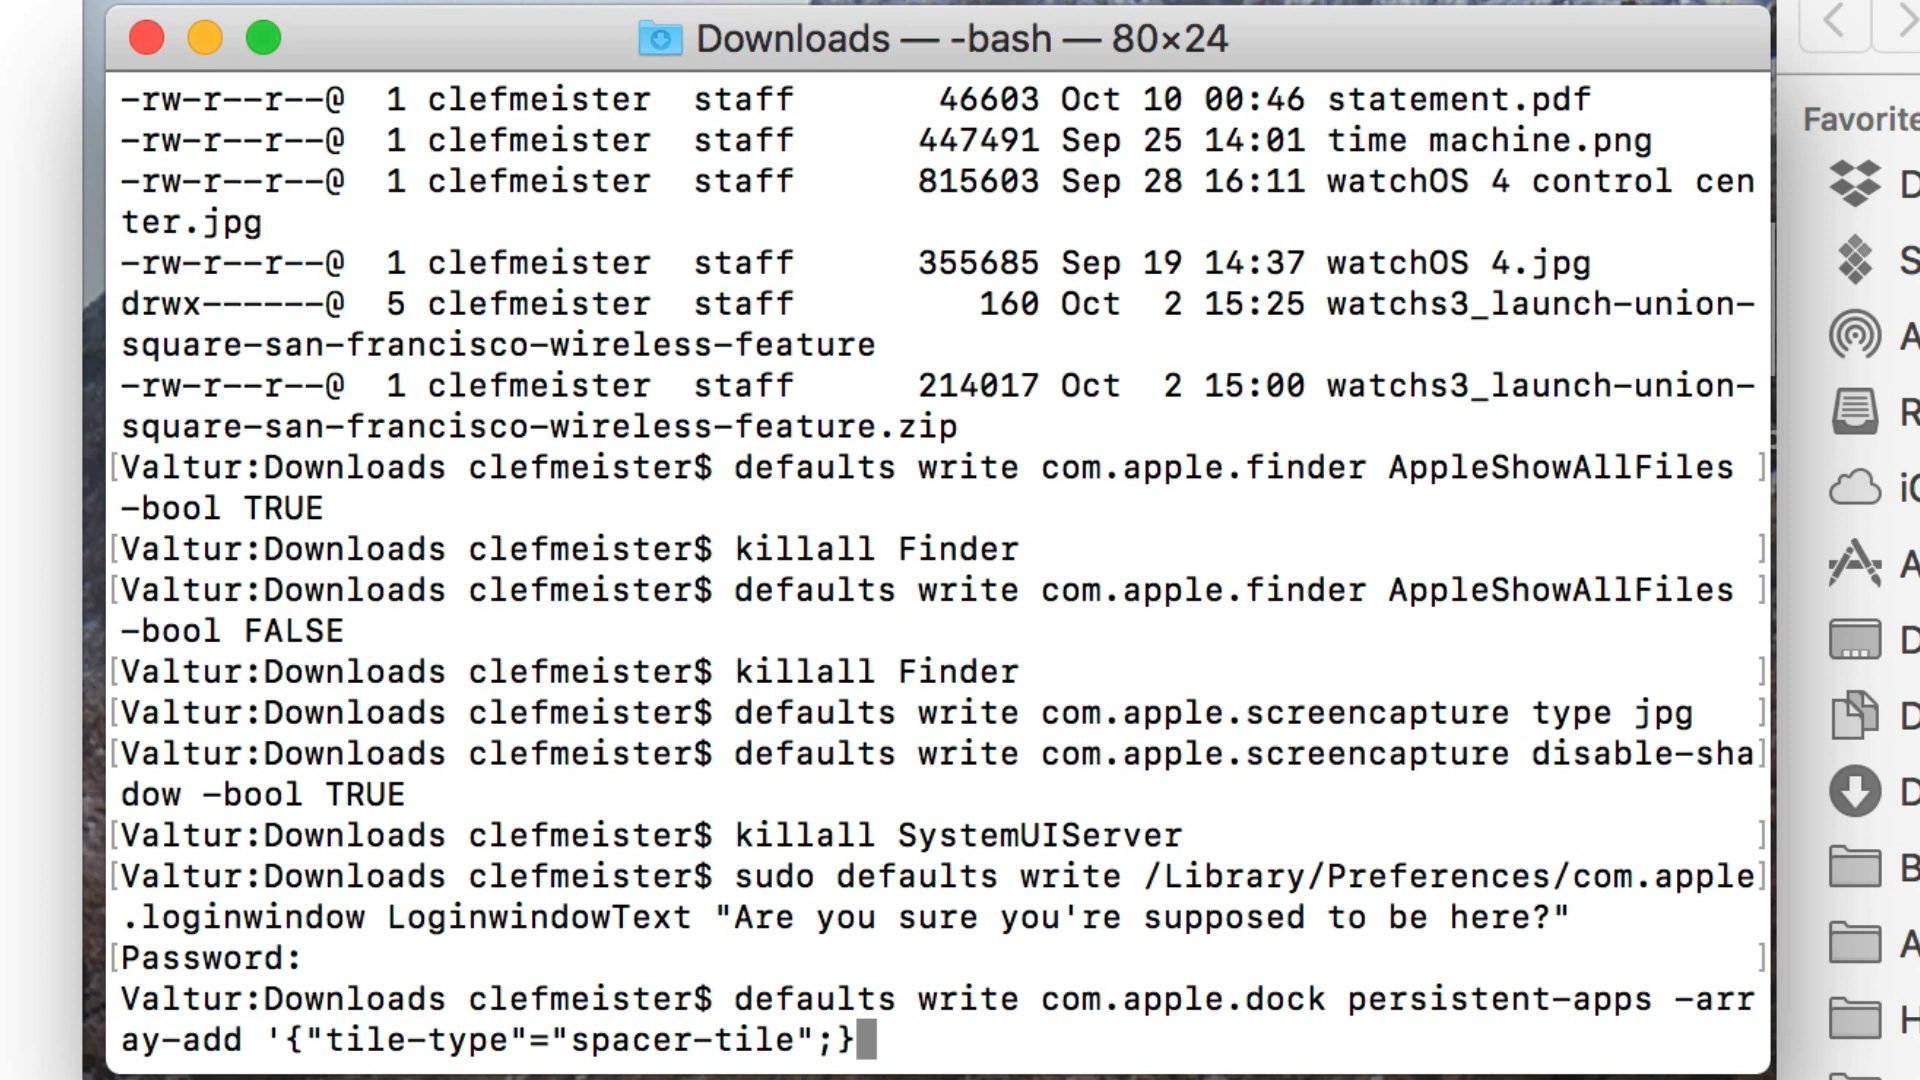 Downloads — -bash — 80×24
-rw-r--r--@  1 clefmeister  staff       46603 Oct 10 00:46 statement.pdf
-rw-r--r--@  1 clefmeister  staff      447491 Sep 25 14:01 time machine.png
-rw-r--r--@  1 clefmeister  staff      815603 Sep 28 16:11 watchOS 4 control cen
ter.jpg
-rw-r--r--@  1 clefmeister  staff      355685 Sep 19 14:37 watchOS 4.jpg
drwx------@  5 clefmeister  staff         160 Oct  2 15:25 watchs3_launch-union-
square-san-francisco-wireless-feature
-rw-r--r--@  1 clefmeister  staff      214017 Oct  2 15:00 watchs3_launch-union-
square-san-francisco-wireless-feature.zip
[Valtur:Downloads clefmeister$ defaults write com.apple.finder AppleShowAllFiles ]
-bool TRUE
[Valtur:Downloads clefmeister$ killall Finder ]
[Valtur:Downloads clefmeister$ defaults write com.apple.finder AppleShowAllFiles ]
-bool FALSE
[Valtur:Downloads clefmeister$ killall Finder ]
[Valtur:Downloads clefmeister$ defaults write com.apple.screencapture type jpg ]
[Valtur:Downloads clefmeister$ defaults write com.apple.screencapture disable-sha]
dow -bool TRUE
[Valtur:Downloads clefmeister$ killall SystemUIServer ]
[Valtur:Downloads clefmeister$ sudo defaults write /Library/Preferences/com.apple]
.loginwindow LoginwindowText "Are you sure you're supposed to be here?"
[Password: ]
Valtur:Downloads clefmeister$ defaults write com.apple.dock persistent-apps -arr
ay-add '{"tile-type"="spacer-tile";}
Favorite
D
S
A
R
iC
A
D
D
D
B
A
H